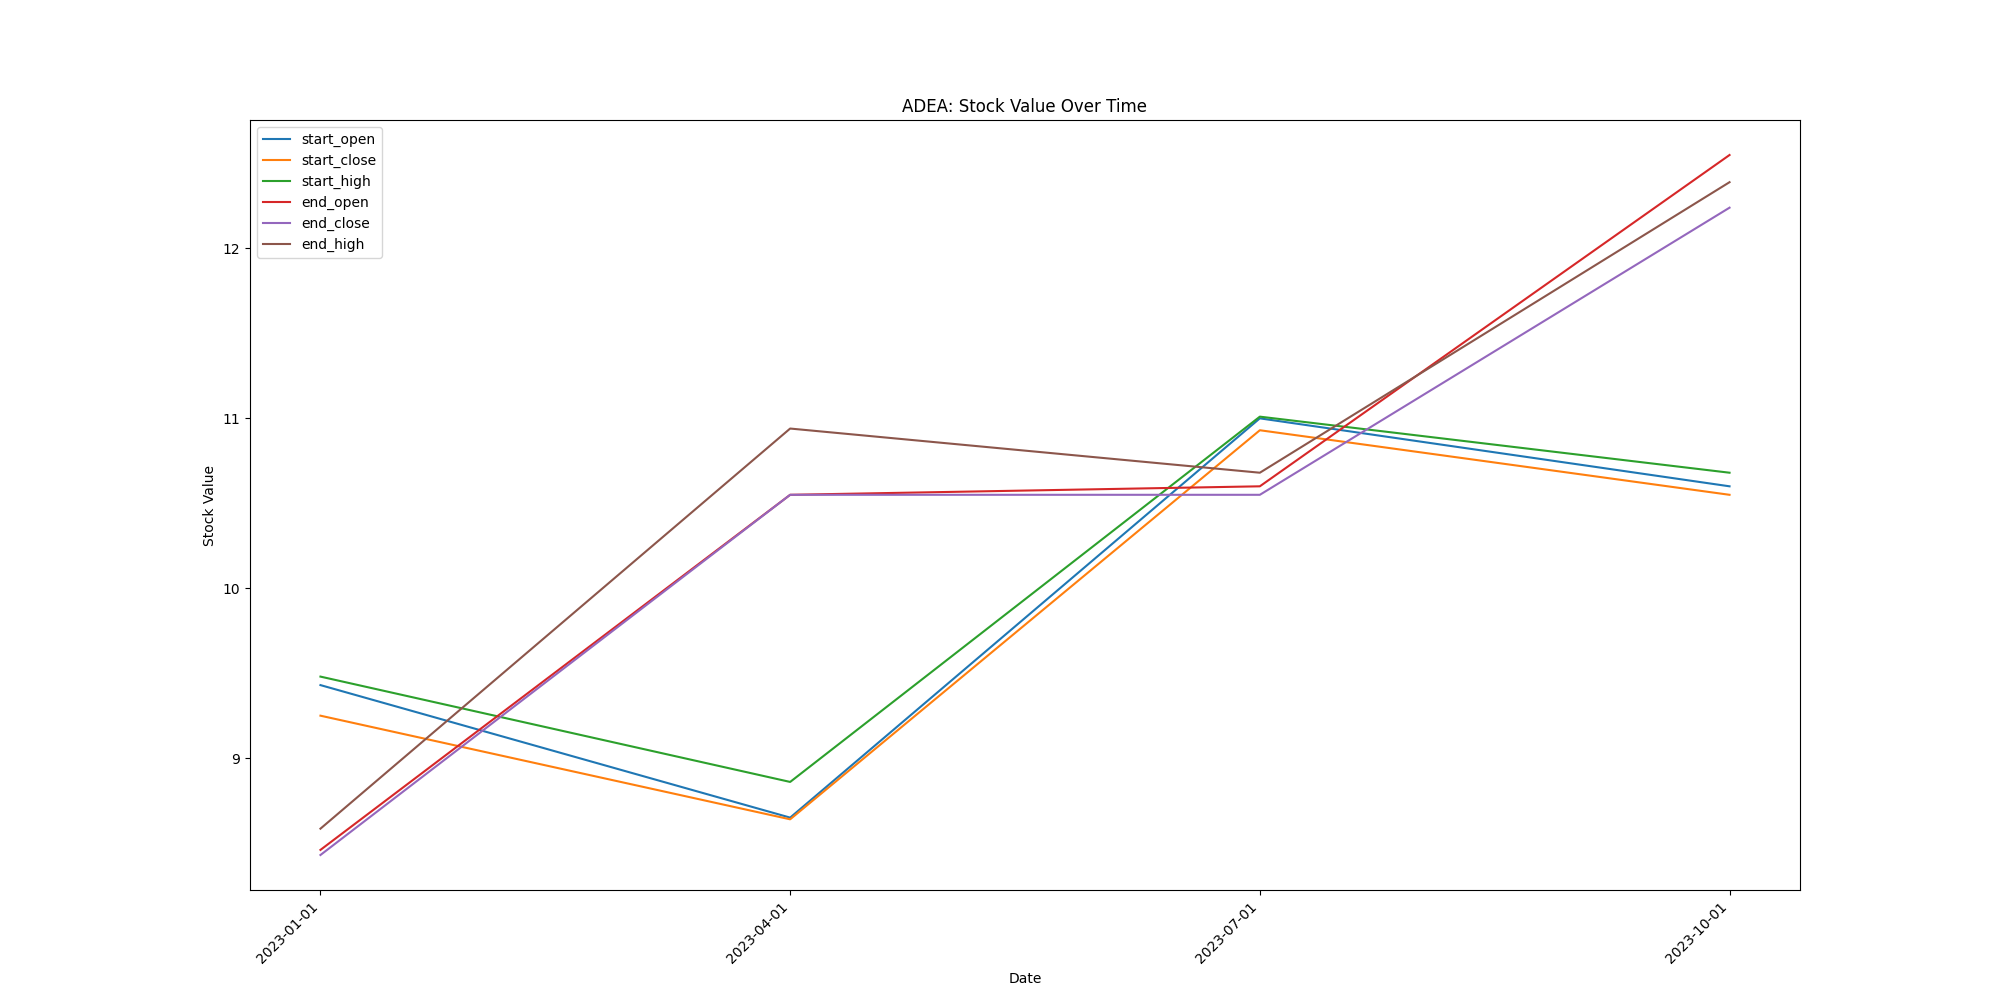 ADEA: Stock Value Over Time
start_open
start_close
start_high
end_open
end_close
end_high
Stock Value
12
11
10
9
2023-01-01
2023-04-01
2023-07-01
2023-10-01
Date